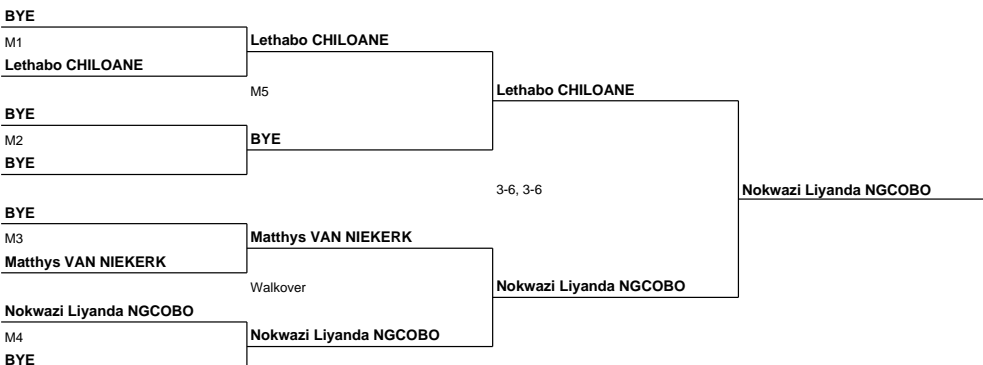 BYE
M1
Lethabo CHILOANE
Lethabo CHILOANE
M5
Lethabo CHILOANE
BYE
M2
BYE
BYE
3-6, 3-6
Nokwazi Liyanda NGCOBO
BYE
M3
Matthys VAN NIEKERK
Matthys VAN NIEKERK
Walkover
Nokwazi Liyanda NGCOBO
Nokwazi Liyanda NGCOBO
M4
Nokwazi Liyanda NGCOBO
BYE